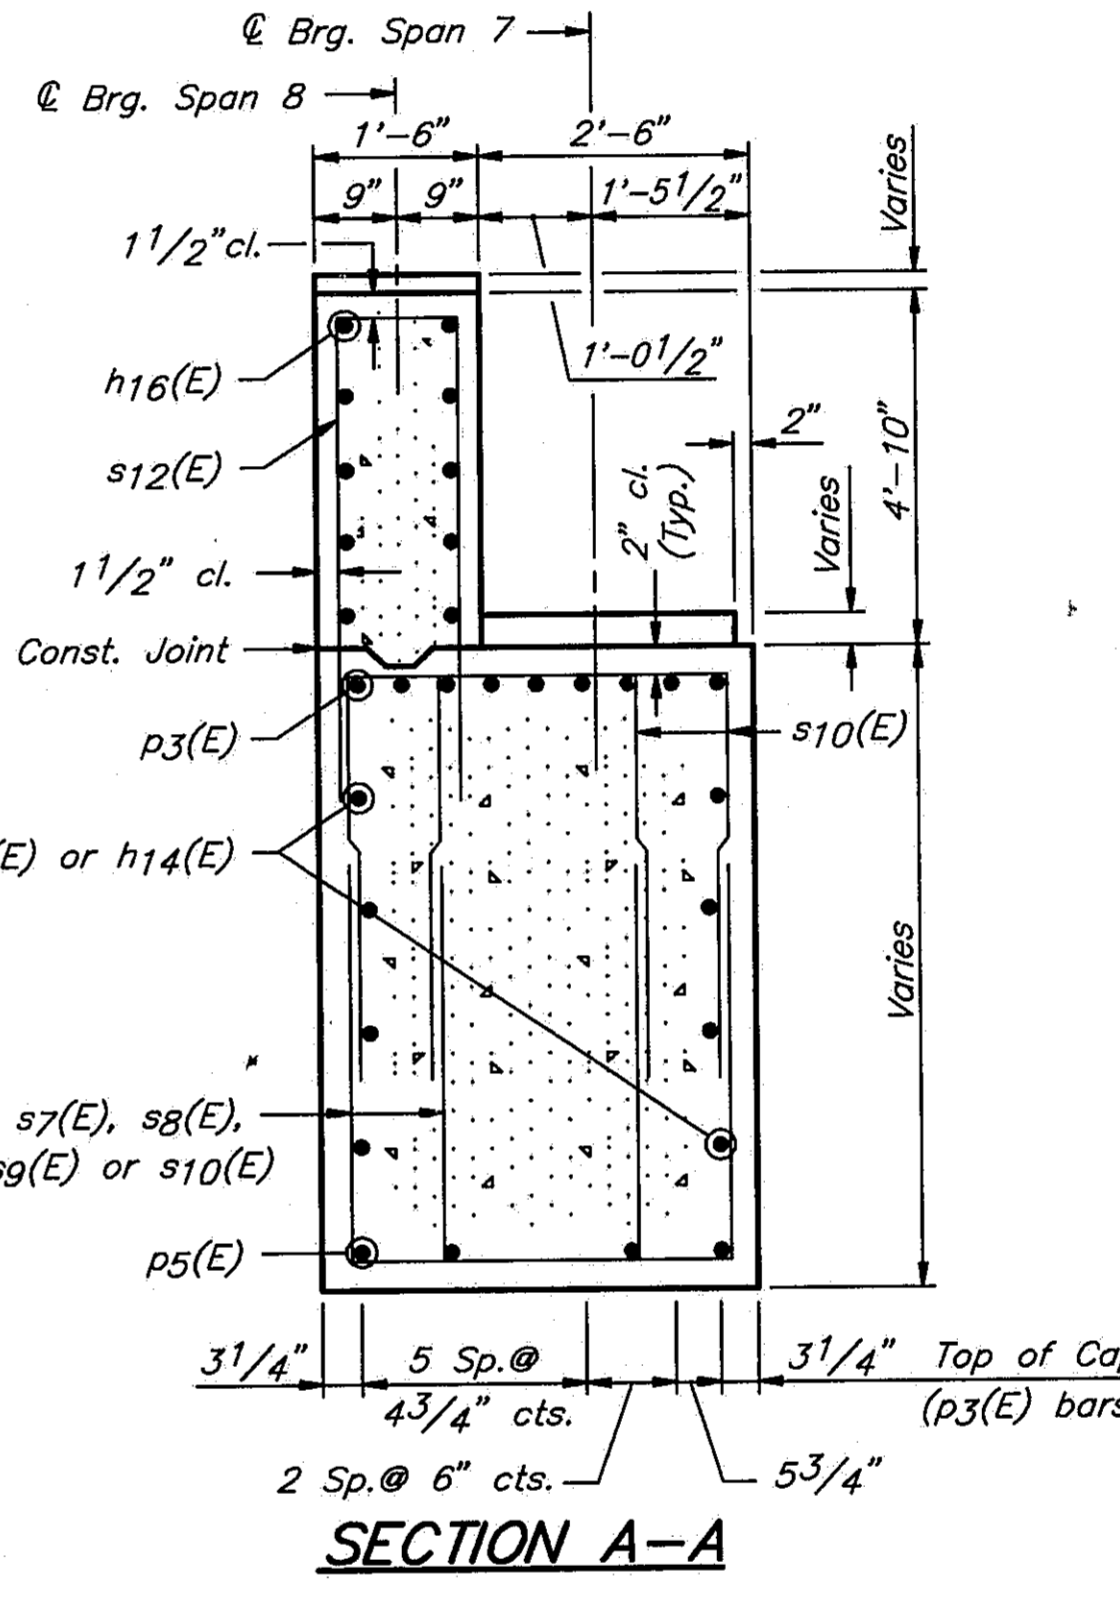 ℄ Brg. Span 7
℄ Brg. Span 8
1'-6"
2'-6"
9"
9"
1'-5 1/2"
Varies
1 1/2" cl.
1'-0 1/2"
h16(E)
2"
4'-10"
s12(E)
2" cl.
(Typ.)
Varies
1 1/2" cl.
Const. Joint
p3(E)
s10(E)
(E) or h14(E)
Varies
s7(E), s8(E),
s9(E) or s10(E)
p5(E)
3 1/4"
5 Sp.@
4 3/4" cts.
3 1/4"
Top of Ca
(p3(E) bars
2 Sp.@ 6" cts.
5 3/4"
SECTION A-A